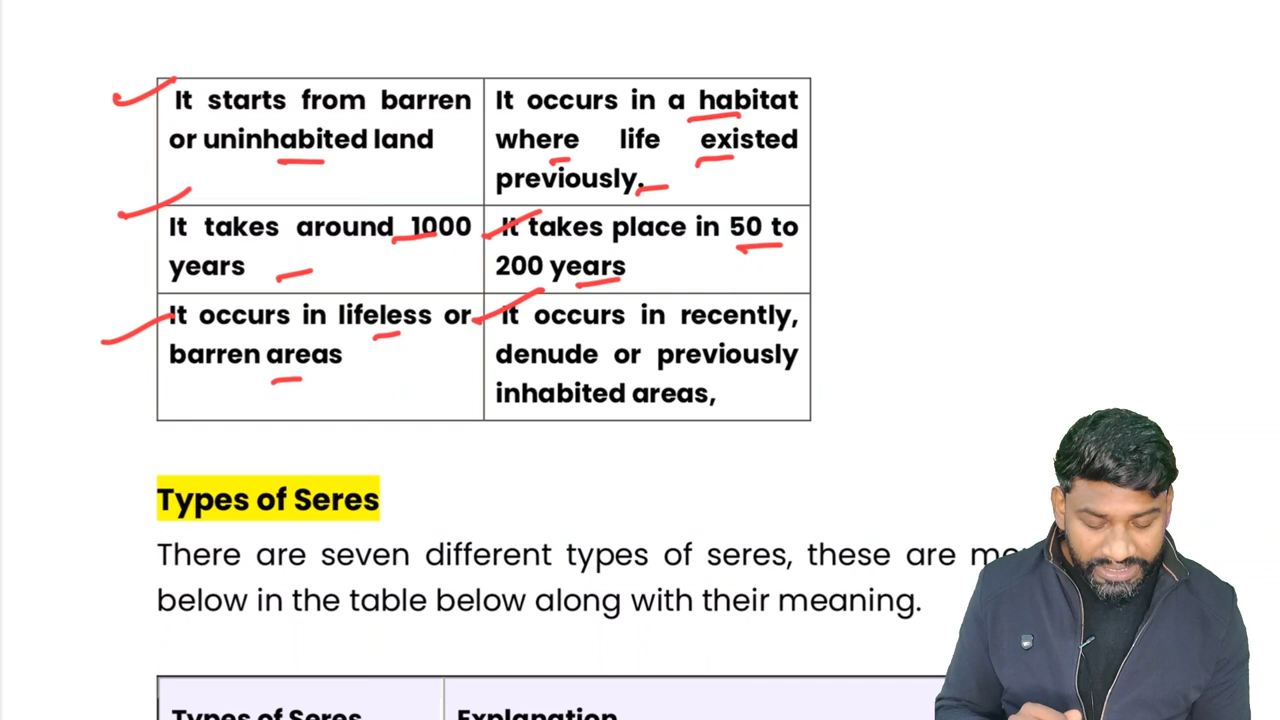 It starts from barren
or uninhabited land
It occurs in a habitat
where life existed
previously.
It takes around 1000
years
It takes place in 50 to
200 years
It occurs in lifeless or
barren areas
It occurs in recently,
denude or previously
inhabited areas,
Types of Seres
There are seven different types of seres, these are
below in the table below along with their meaning.
Types of Seres
Explanation